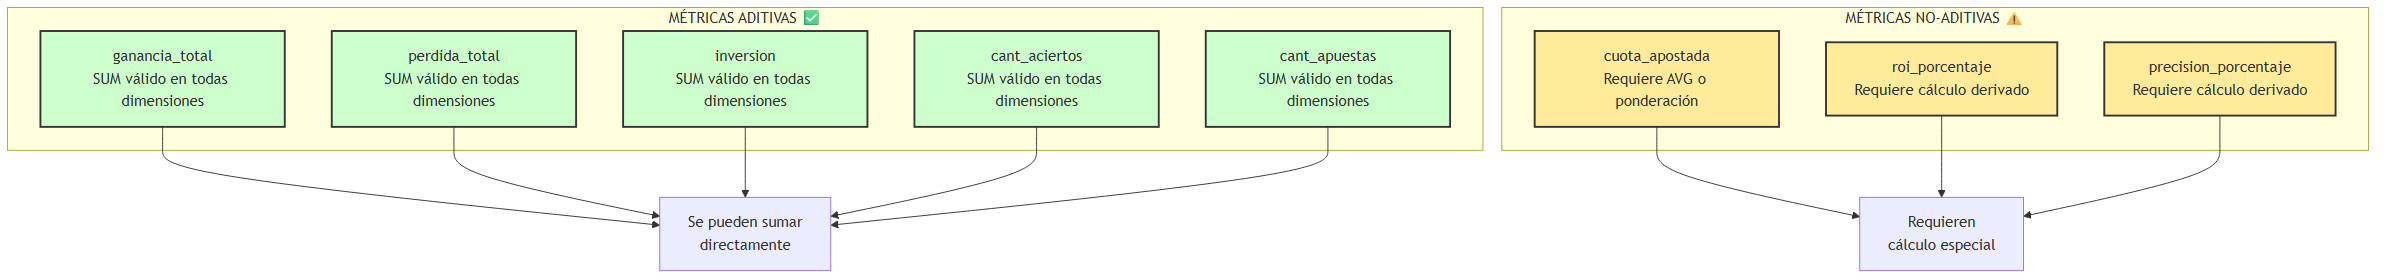 MÉTRICAS ADITIVAS ✅
ganancia_total
SUM válido en todas
dimensiones
perdida_total
SUM válido en todas
dimensiones
inversion
SUM válido en todas
dimensiones
cant_aciertos
SUM válido en todas
dimensiones
cant_apuestas
SUM válido en todas
dimensiones
Se pueden sumar
directamente
MÉTRICAS NO-ADITIVAS ⚠️
cuota_apostada
Requiere AVG o
ponderación
roi_porcentaje
Requiere cálculo derivado
precision_porcentaje
Requiere cálculo derivado
Requieren
cálculo especial